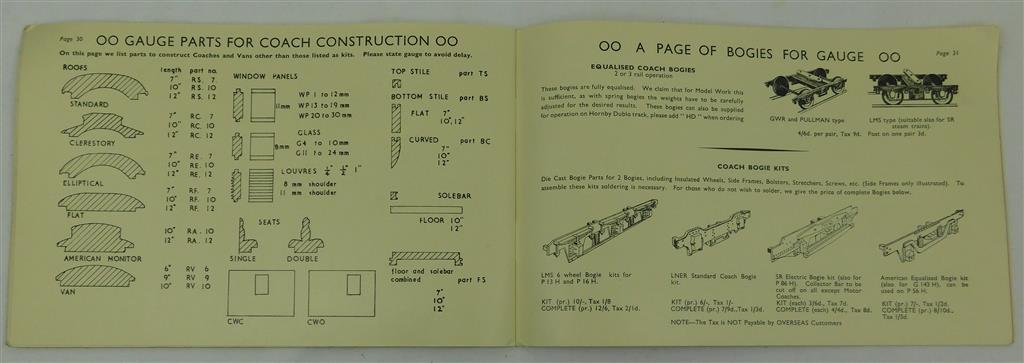 Page 30
OO GAUGE PARTS FOR COACH CONSTRUCTION OO
On this page we list parts to construct Coaches and Vans other than those listed as kits. Please state gauge to avoid delay.
ROOFS
length part no.
7" RS. 7
10" RS. 10
12" RS. 12
STANDARD
7" RC. 7
10" RC. 10
12" RC. 12
CLERESTORY
7" RE. 7
10" RE. 10
12" RE. 12
ELLIPTICAL
7" RF. 7
10" RF. 10
12" RF. 12
FLAT
10" RA. 10
12" RA. 12
AMERICAN MONITOR
6" RV 6
9" RV 9
10" RV 10
VAN
WINDOW PANELS
11mm
WP 1 to 12mm
WP 13 to 19 mm
WP 20 to 30mm
GLASS
9mm
G4 to 10mm
G11 to 24mm
LOUVRES 1"
8 mm shoulder
11 mm shoulder
SEATS
SINGLE DOUBLE
CWC CWO
TOP STILE part TS
BOTTOM STILE part BS
FLAT 7"
10", 12"
CURVED part BC
7"
10"
12"
SOLEBAR
FLOOR 10"
12"
floor and solebar
combined part FS
7"
10"
12"
OO A PAGE OF BOGIES FOR GAUGE OO
Page 31
EQUALISED COACH BOGIES
2 or 3 rail operation
These bogies are fully equalised. We claim that for Model Work this
is sufficient, as with spring bogies the weights have to be carefully
adjusted for the desired results. These bogies can also be supplied
for operation on Hornby Dublo track, please add "HD" when ordering
GWR and PULLMAN type
4/6d. per pair, Tax 9d.
LMS type (suitable also for SR
steam trains).
Post on one pair 3d.
COACH BOGIE KITS
Die Cast Bogie Parts for 2 Bogies, including Insulated Wheels, Side Frames, Bolsters, Stretchers, Screws, etc. (Side Frames only illustrated). To
assemble these kits soldering is necessary. For those who do not wish to solder, we give the price of complete Bogies below.
LMS 6 wheel Bogie kits for
P 13 H and P 16 H.
KIT (pr.) 10/-, Tax 1/8
COMPLETE (pr.) 12/6, Tax 2/1d.
LNER Standard Coach Bogie
kit.
KIT (pr.) 6/-, Tax 1/-
COMPLETE (pr.) 7/9d., Tax 1/3d.
SR Electric Bogie kit (also for
P 86 H). Collector Bar to be
cut off on all except Motor
Coaches.
KIT (each) 3/6d., Tax 7d.
COMPLETE (each) 4/6d., Tax 8d.
American Equalised Bogie kit
(also for G 143 H), can be
used on P 56 H.
KIT (pr.) 7/-, Tax 1/2d.
COMPLETE (pr.) 8/10d.,
Tax 1/5d.
NOTE—The Tax is NOT Payable by OVERSEAS Customers